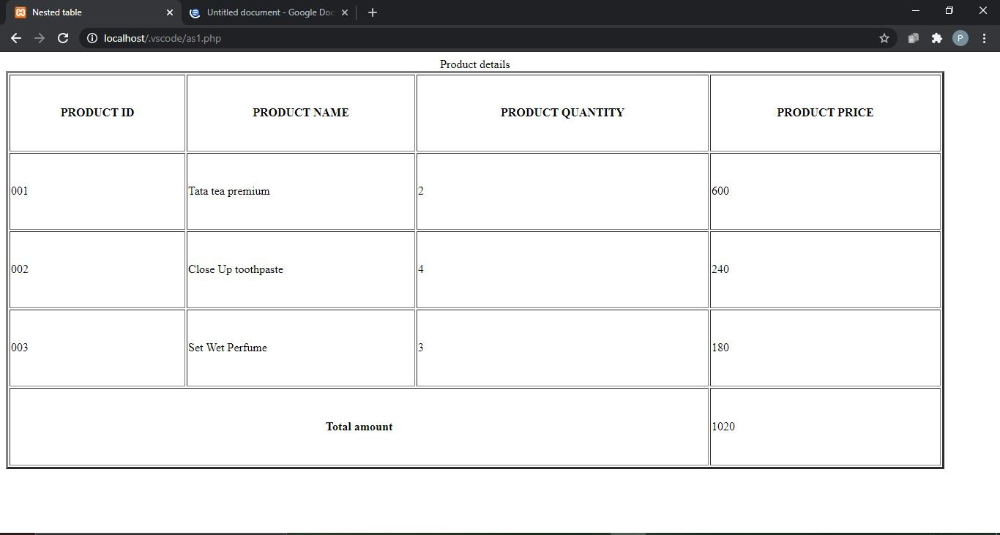 Nested table
Untitled document - Google Doc
localhost/.vscode/as1.php
P
Product details
PRODUCT ID PRODUCT NAME PRODUCT QUANTITY PRODUCT PRICE
001 Tata tea premium 2 600
002 Close Up toothpaste 4 240
003 Set Wet Perfume 3 180
Total amount 1020